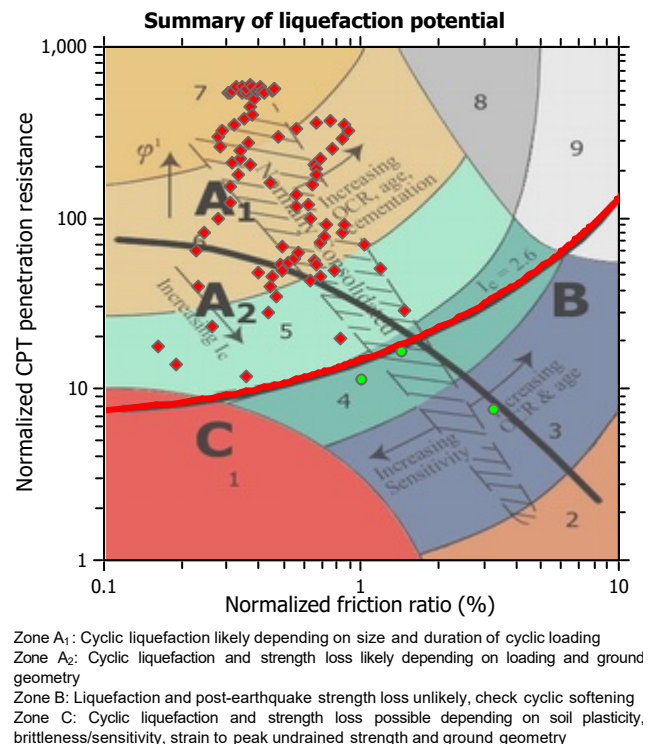 Summary of liquefaction potential
1,000
7
8
9
φ¹
Increasing
OCR, age,
cementation
Normally consolidated
A1
100
6
Ic = 2.6
B
A2
5
Increasing Ic
10
4
Increasing
OCR & age
C
3
Increasing
Sensitivity
1
2
1
0.1
1
10
Normalized CPT penetration resistance
Normalized friction ratio (%)
Zone A1: Cyclic liquefaction likely depending on size and duration of cyclic loading
Zone A2: Cyclic liquefaction and strength loss likely depending on loading and ground
geometry
Zone B: Liquefaction and post-earthquake strength loss unlikely, check cyclic softening
Zone C: Cyclic liquefaction and strength loss possible depending on soil plasticity,
brittleness/sensitivity, strain to peak undrained strength and ground geometry